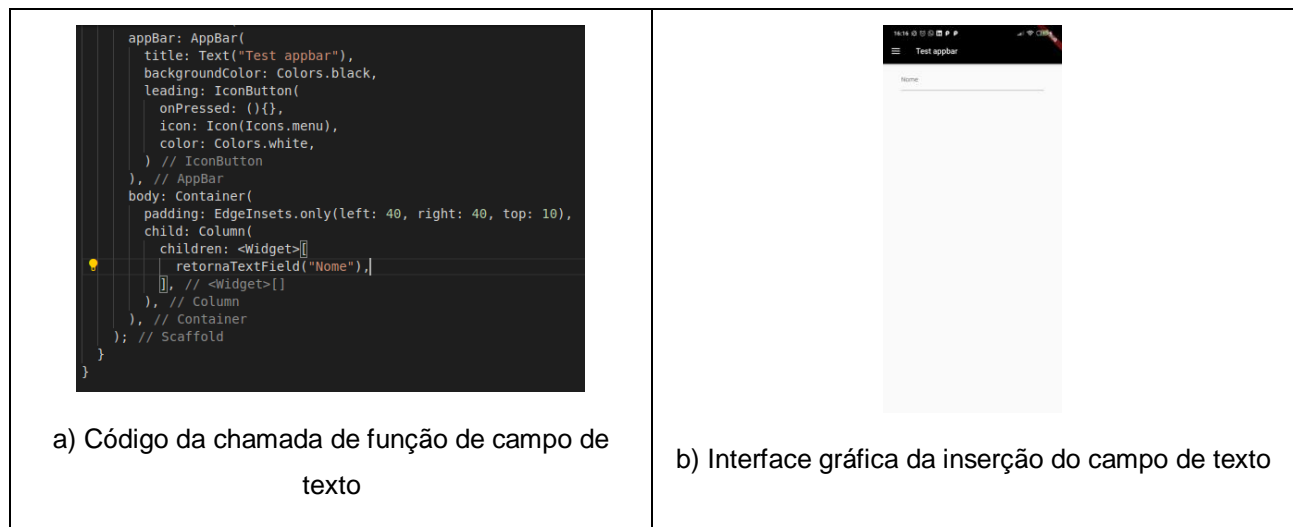 appBar: AppBar(
title: Text("Test appbar"),
backgroundColor: Colors.black,
leading: IconButton(
onPressed: (){},
icon: Icon(Icons.menu),
color: Colors.white,
) // IconButton
), // AppBar
body: Container(
padding: EdgeInsets.only(left: 40, right: 40, top: 10),
child: Column(
children: <Widget>[
retornaTextField("Nome"),
], // <Widget>[]
), // Column
), // Container
); // Scaffold
}
}
a) Código da chamada de função de campo de
texto
16:16
Test appbar
Nome
b) Interface gráfica da inserção do campo de texto